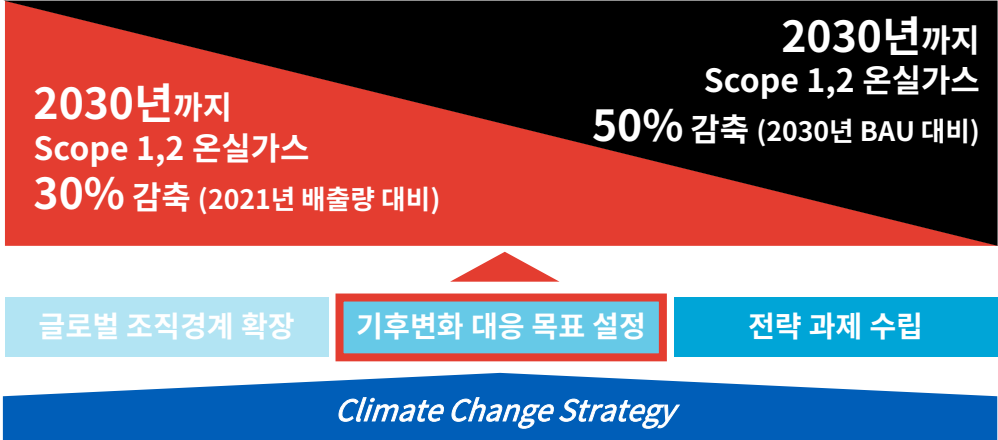 2030년까지
Scope 1,2 온실가스
30% 감축 (2021년 배출량 대비)
2030년까지
Scope 1,2 온실가스
50% 감축 (2030년 BAU 대비)
글로벌 조직경계 확장
기후변화 대응 목표 설정
전략 과제 수립
Climate Change Strategy